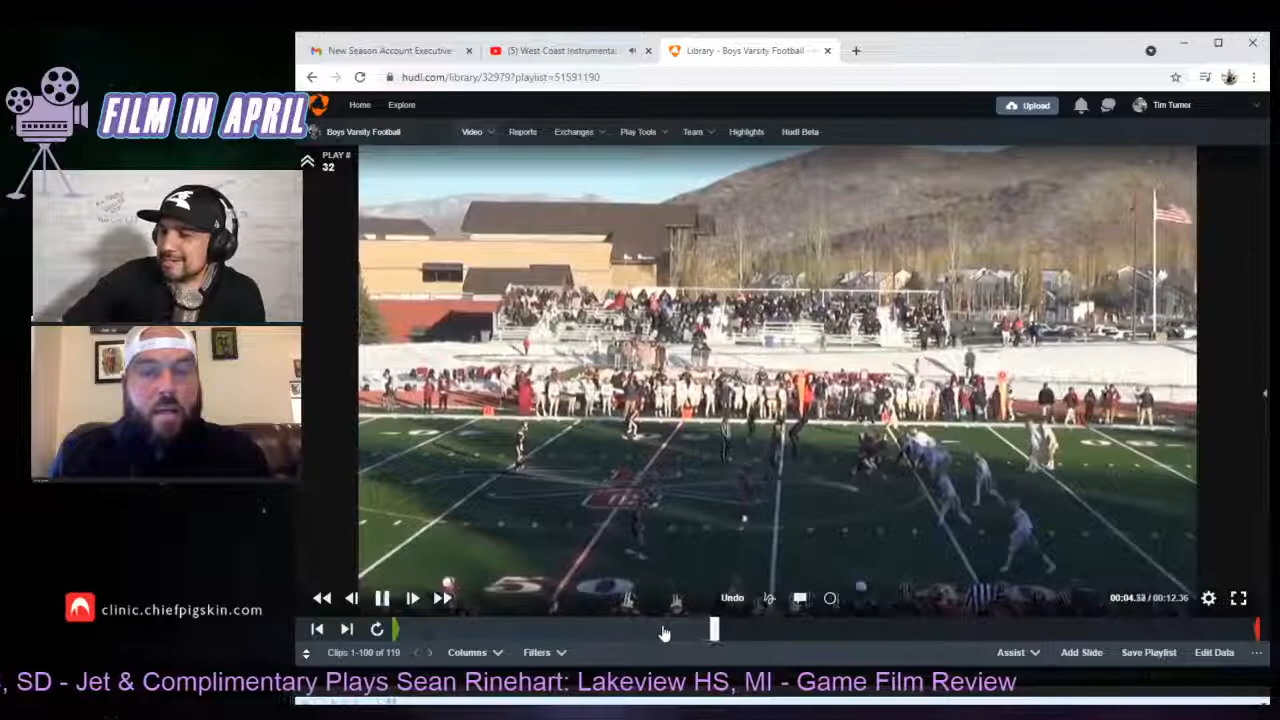 New Season Account Executive
(5) West Coast Instrumenta
Library - Boys Varsity Football -
hudl.com/library/32979?playlist=51591190
FILM IN APRIL
Home Explore
Upload
Tim Turner
Boys Varsity Football
Video Reports Exchanges Play Tools Team Highlights Hudl Beta
PLAY #
32
Undo
00:04.53 / 00:12.36
clinic.chiefpigskin.com
Clips 1-100 of 119
Columns
Filters
Assist
Add Slide
Save Playlist
Edit Data
, SD - Jet & Complimentary Plays Sean Rinehart: Lakeview HS, MI - Game Film Review